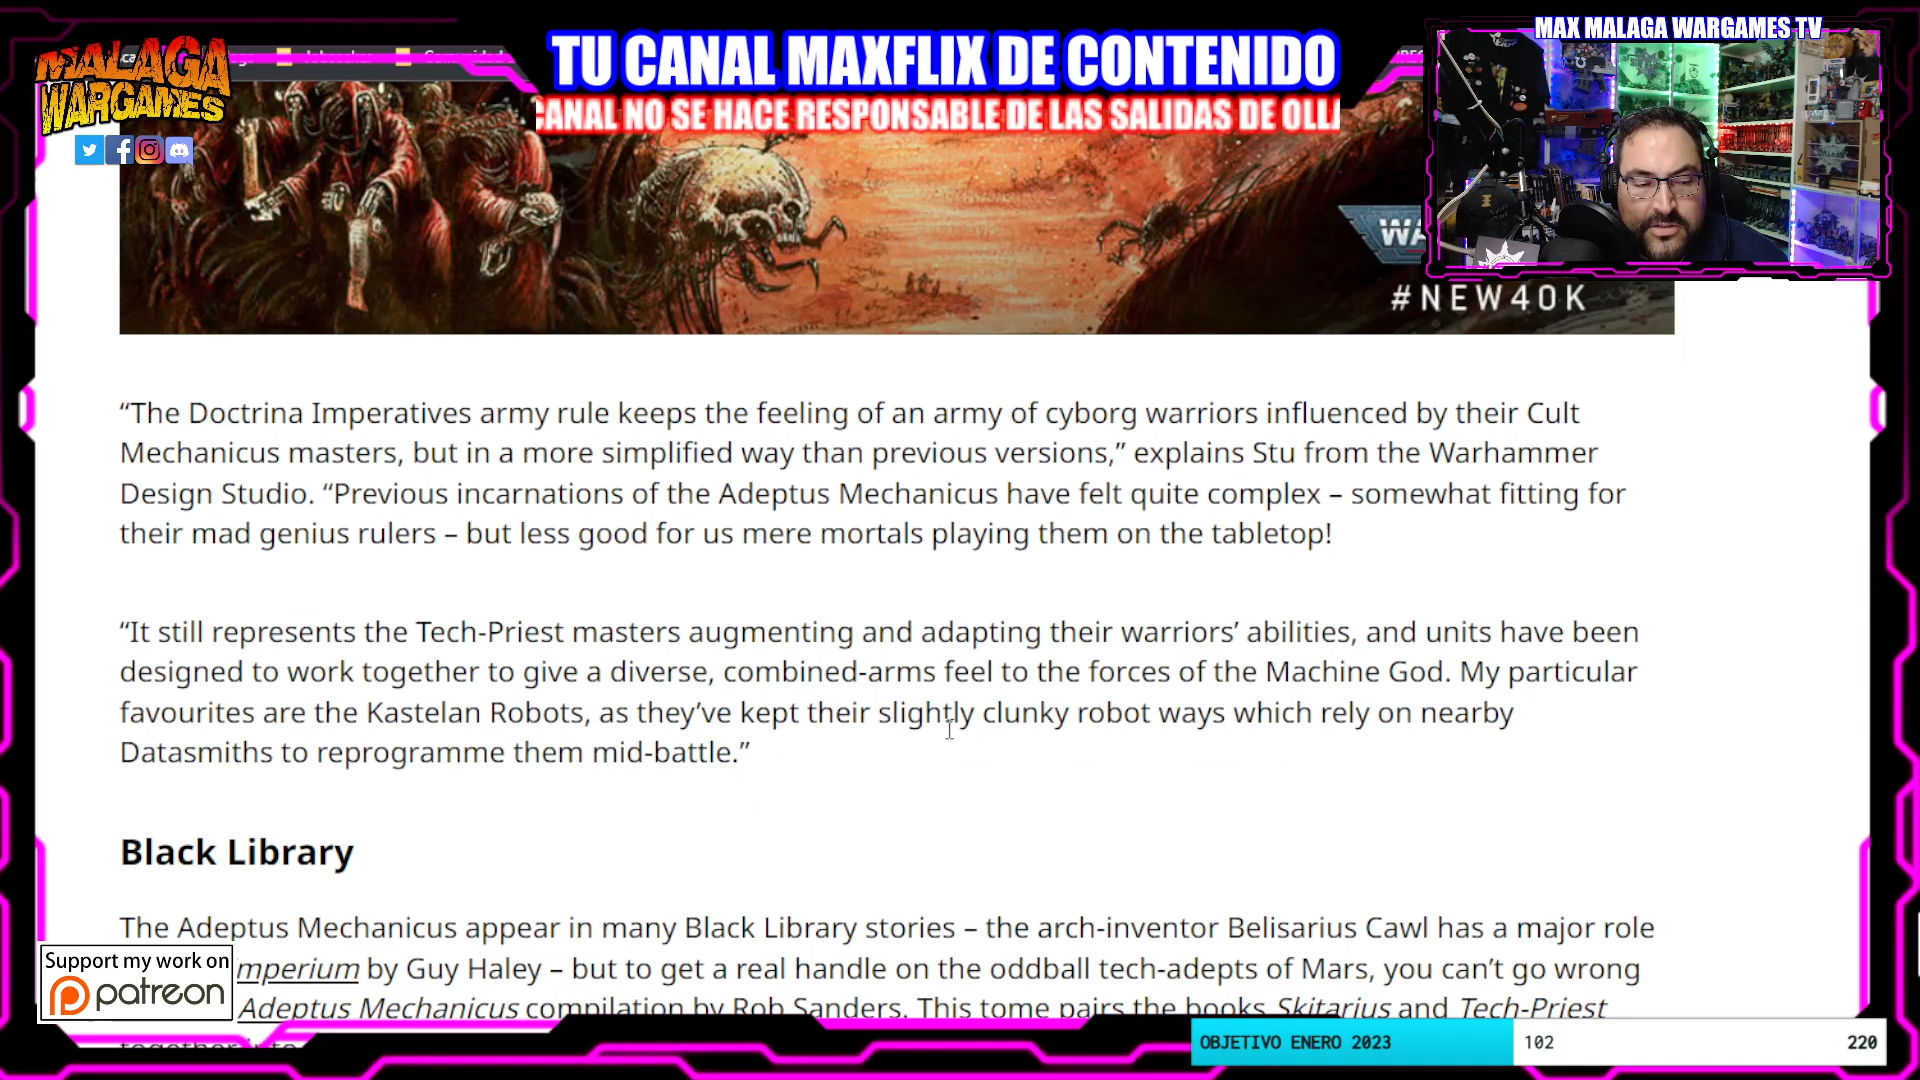 MALAGA
WARGAMES
TU CANAL MAXFLIX DE CONTENIDO
CANAL NO SE HACE RESPONSABLE DE LAS SALIDAS DE OLL
MAX MALAGA WARGAMES TV
#NEW40K
“The Doctrina Imperatives army rule keeps the feeling of an army of cyborg warriors influenced by their Cult
Mechanicus masters, but in a more simplified way than previous versions,” explains Stu from the Warhammer
Design Studio. “Previous incarnations of the Adeptus Mechanicus have felt quite complex – somewhat fitting for
their mad genius rulers – but less good for us mere mortals playing them on the tabletop!
“It still represents the Tech-Priest masters augmenting and adapting their warriors’ abilities, and units have been
designed to work together to give a diverse, combined-arms feel to the forces of the Machine God. My particular
favourites are the Kastelan Robots, as they’ve kept their slightly clunky robot ways which rely on nearby
Datasmiths to reprogramme them mid-battle.”
Black Library
The Adeptus Mechanicus appear in many Black Library stories – the arch-inventor Belisarius Cawl has a major role
mperium by Guy Haley – but to get a real handle on the oddball tech-adepts of Mars, you can’t go wrong
Adeptus Mechanicus compilation by Rob Sanders. This tome pairs the books Skitarius and Tech-Priest
Support my work on
patreon
OBJETIVO ENERO 2023 102 220